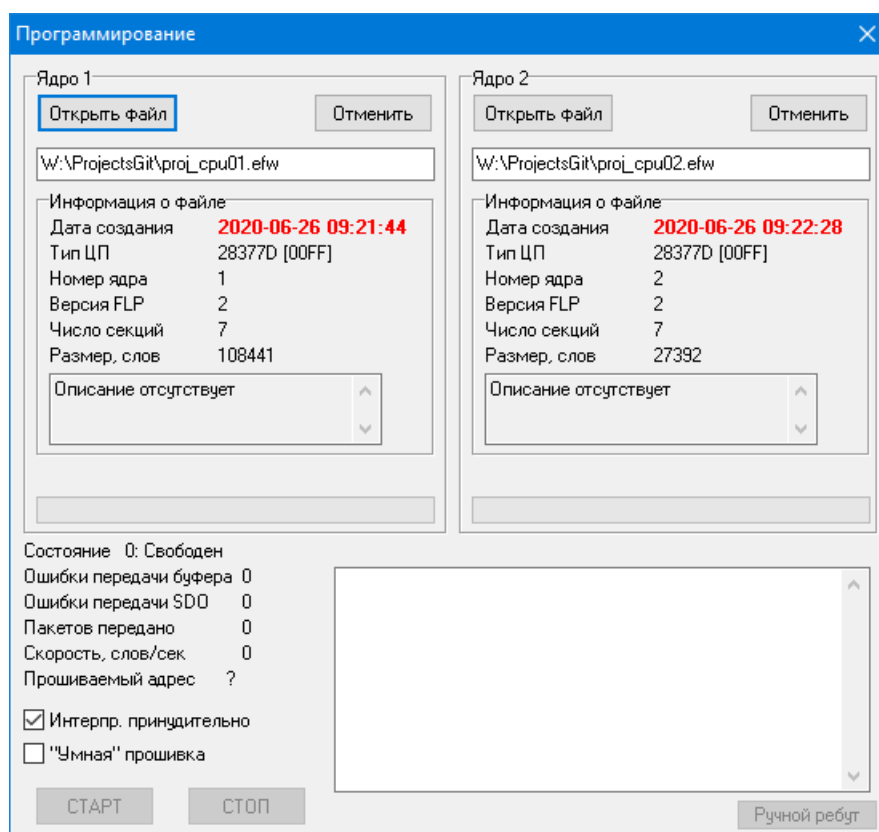 Программирование
Ядро 1
Открыть файл Отменить
W:\ProjectsGit\proj_cpu01.efw
Информация о файле
Дата создания 2020-06-26 09:21:44
Тип ЦП 28377D [00FF]
Номер ядра 1
Версия FLP 2
Число секций 7
Размер, слов 108441
Описание отсутствует
Ядро 2
Открыть файл Отменить
W:\ProjectsGit\proj_cpu02.efw
Информация о файле
Дата создания 2020-06-26 09:22:28
Тип ЦП 28377D [00FF]
Номер ядра 2
Версия FLP 2
Число секций 7
Размер, слов 27392
Описание отсутствует
Состояние 0: Свободен
Ошибки передачи буфера 0
Ошибки передачи SDO 0
Пакетов передано 0
Скорость, слов/сек 0
Прошиваемый адрес ?
Интерпр. принудительно
"Умная" прошивка
СТАРТ СТОП
Ручной ребут